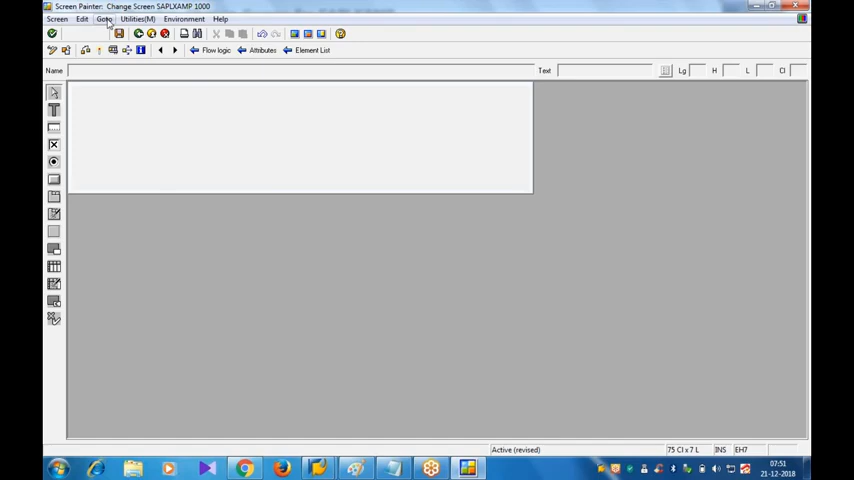 Screen Painter: Change Screen SAPLXAMP 1000
Screen Edit Goto Utilities(M) Environment Help
Flow logic Attributes Element List
Name Text Lg H L Cl
Active (revised) 75 Cl x 7 L INS EH7
07:51
21-12-2018